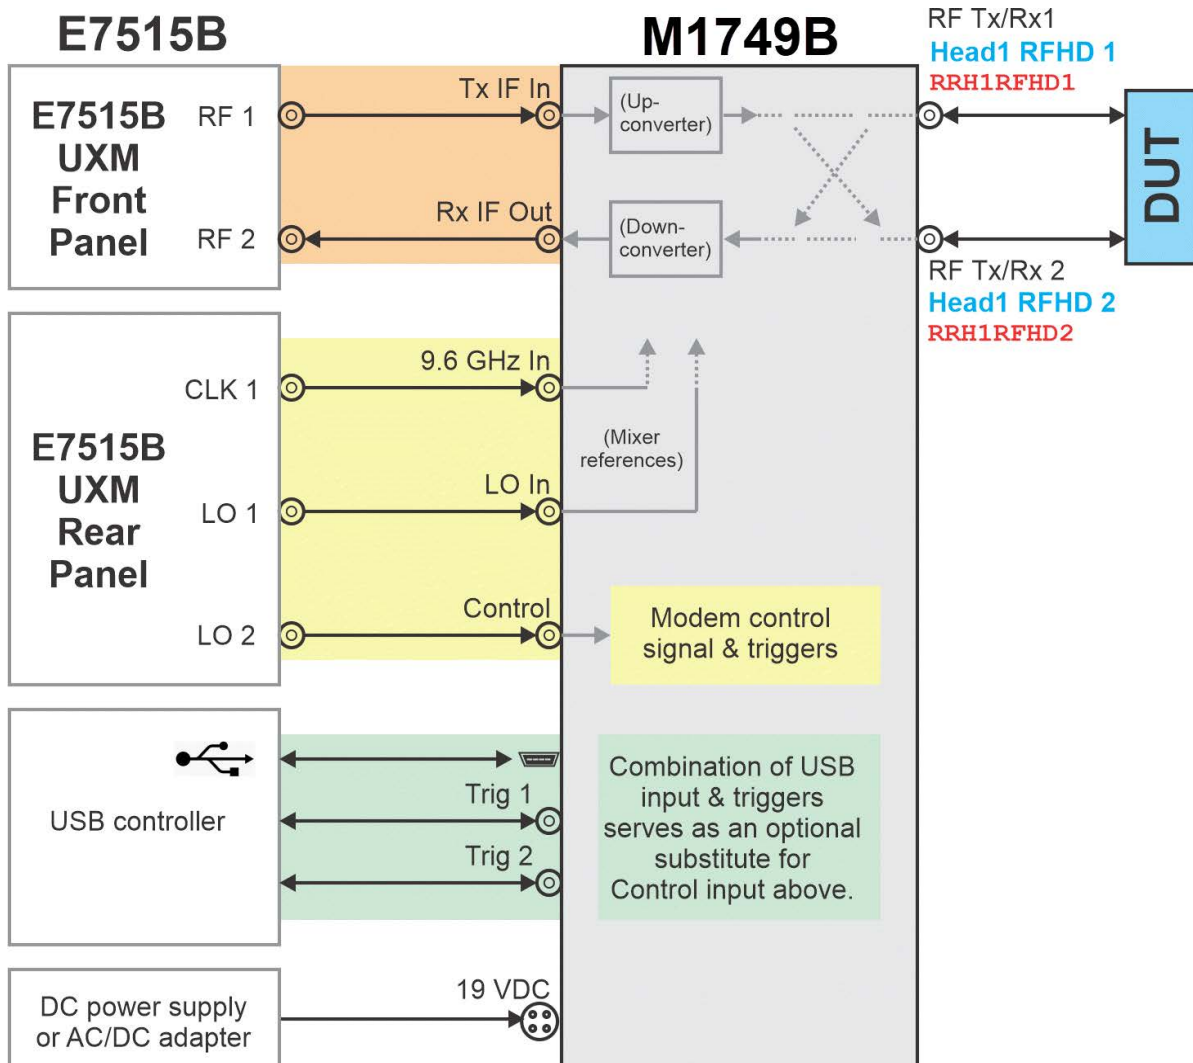 E7515B
M1749B
RF Tx/Rx1
Head1 RFHD 1
RRH1RFHD1
E7515B
UXM
Front
Panel
RF 1
Tx IF In
(Up-
converter)
DUT
RF 2
Rx IF Out
(Down-
converter)
RF Tx/Rx 2
Head1 RFHD 2
RRH1RFHD2
E7515B
UXM
Rear
Panel
CLK 1
9.6 GHz In
(Mixer
references)
LO 1
LO In
LO 2
Control
Modem control
signal & triggers
USB controller
Trig 1
Trig 2
Combination of USB
input & triggers
serves as an optional
substitute for
Control input above.
DC power supply
or AC/DC adapter
19 VDC